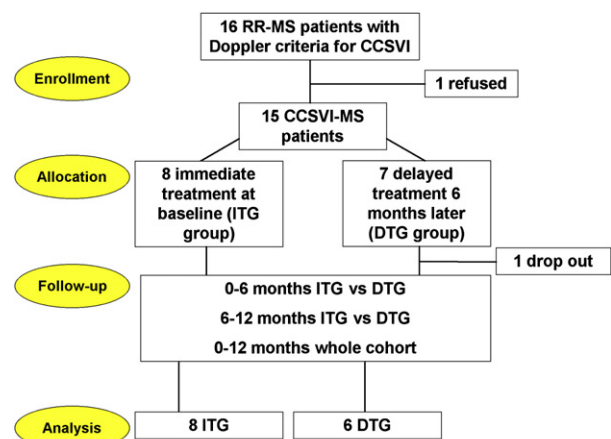 16 RR-MS patients with
Doppler criteria for CCSVI
Enrollment
1 refused
15 CCSVI-MS
patients
Allocation
8 immediate
treatment at
baseline (ITG
group)
7 delayed
treatment 6
months later
(DTG group)
1 drop out
Follow-up
0-6 months ITG vs DTG
6-12 months ITG vs DTG
0-12 months whole cohort
Analysis
8 ITG
6 DTG